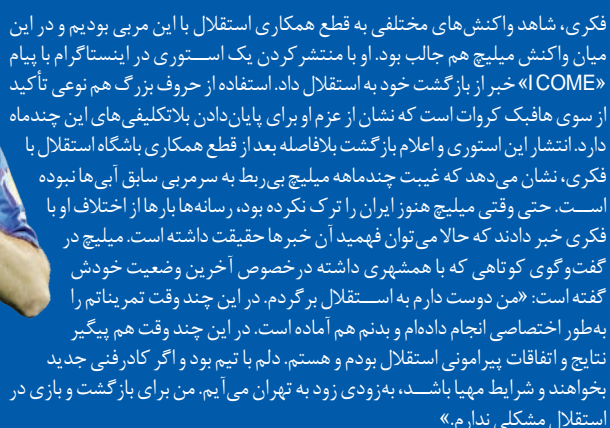 فکری، شاهد واکنش‌های مختلفی به قطع همکاری استقلال با این مربی بودیم و در این
میان واکنش میلیچ هم جالب بود. او با منتشر کردن یک استوری در اینستاگرام با پیام
«I COME» خبر از بازگشت خود به استقلال داد. استفاده از حروف بزرگ هم نوعی تأکید
از سوی هافبک کروات است که نشان از عزم او برای پایان‌دادن بلاتکلیفی‌های این چندماه
دارد. انتشار این استوری و اعلام بازگشت بلافاصله بعد از قطع همکاری باشگاه استقلال با
فکری، نشان می‌دهد که غیبت چندماهه میلیچ بی‌ربط به سرمربی سابق آبی‌ها نبوده
است. حتی وقتی میلیچ هنوز ایران را ترک نکرده بود، رسانه‌ها بارها از اختلاف او با
فکری خبر دادند که حالا می‌توان فهمید آن خبرها حقیقت داشته است. میلیچ در
گفت‌وگوی کوتاهی که با همشهری داشته درخصوص آخرین وضعیت خودش
گفته است: «من دوست دارم به استقلال برگردم. در این چند وقت تمریناتم را
به‌طور اختصاصی انجام داده‌ام و بدنم هم آماده است. در این چند وقت هم پیگیر
نتایج و اتفاقات پیرامونی استقلال بودم و هستم. دلم با تیم بود و اگر کادرفنی جدید
بخواهند و شرایط مهیا باشد، به‌زودی زود به تهران می‌آیم. من برای بازگشت و بازی در
استقلال مشکلی ندارم.»